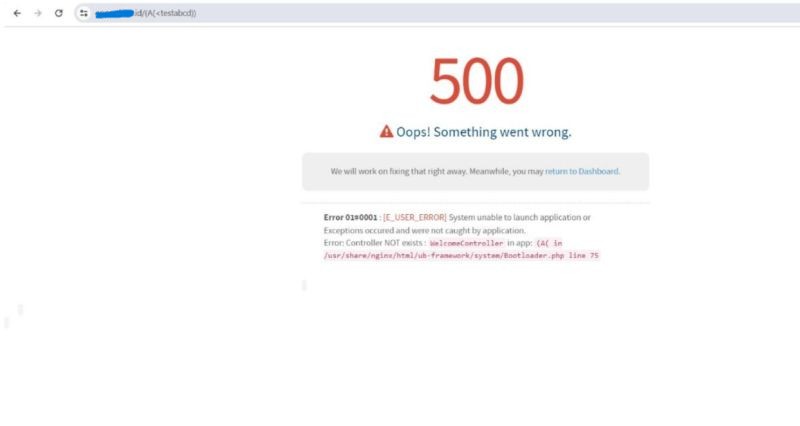 id/(A(<testabcd))
500
Oops! Something went wrong.
We will work on fixing that right away. Meanwhile, you may return to Dashboard.
Error 01#0001 : [E_USER_ERROR] System unable to launch application or
Exceptions occured and were not caught by application.
Error: Controller NOT exists : WelcomeController in app: (A( in
/usr/share/nginx/html/ub-framework/system/Bootloader.php line 75